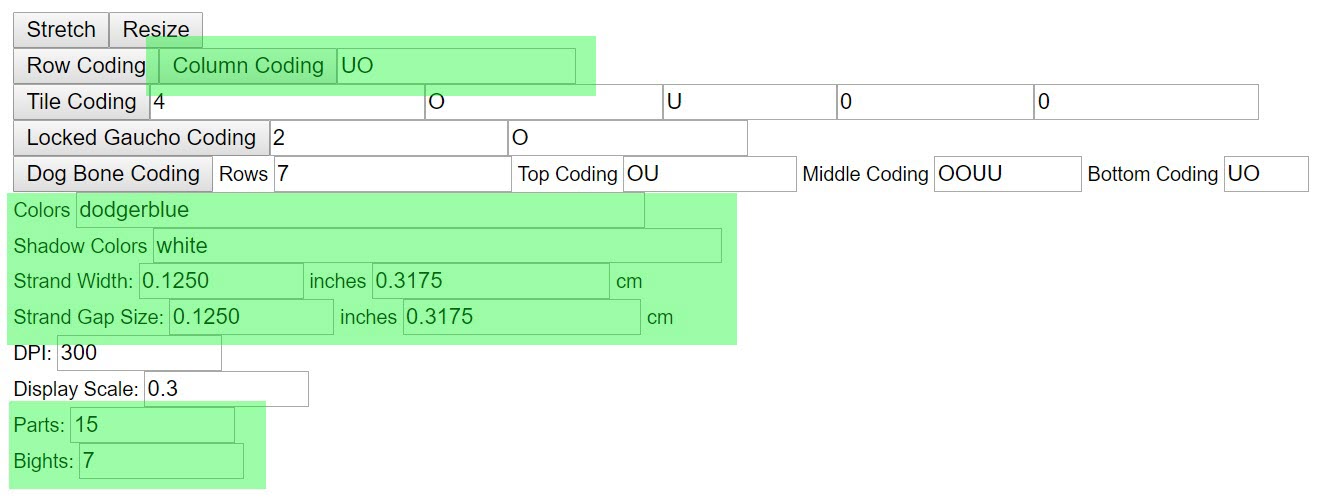 Stretch Resize
Row Coding Column Coding UO
Tile Coding 4 O U 0 0
Locked Gaucho Coding 2 O
Dog Bone Coding Rows 7 Top Coding OU Middle Coding OOUU Bottom Coding UO
Colors dodgerblue
Shadow Colors white
Strand Width: 0.1250 inches 0.3175 cm
Strand Gap Size: 0.1250 inches 0.3175 cm
DPI: 300
Display Scale: 0.3
Parts: 15
Bights: 7